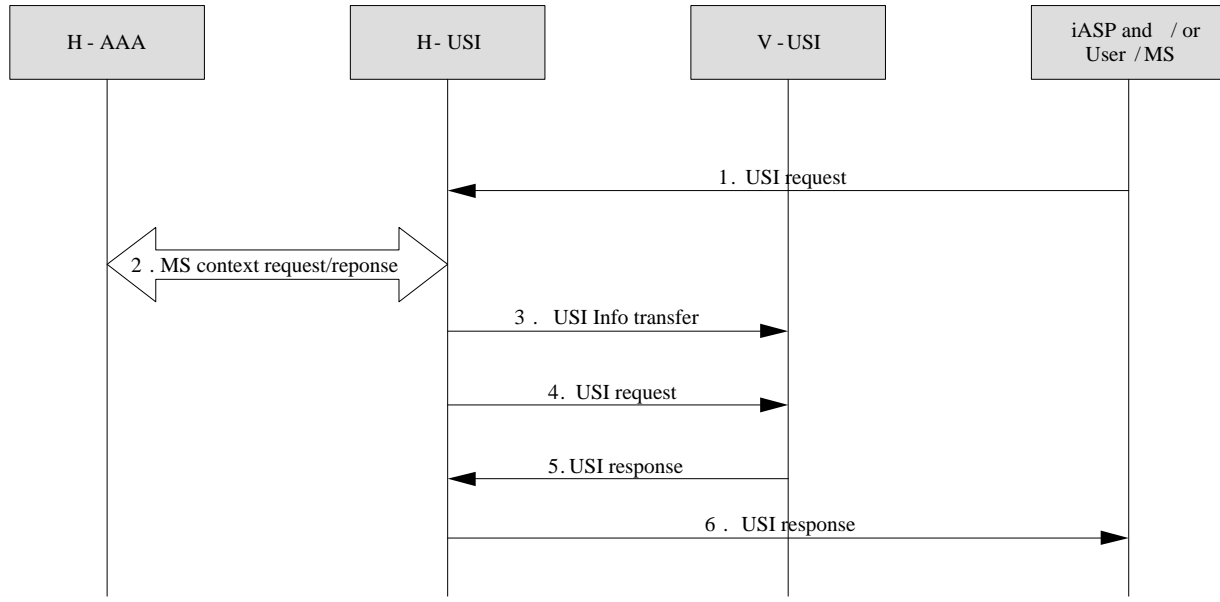 H - AAA
H - USI
V - USI
iASP and / or
User / MS
1. USI request
2 . MS context request/reponse
3 . USI Info transfer
4. USI request
5. USI response
6 . USI response